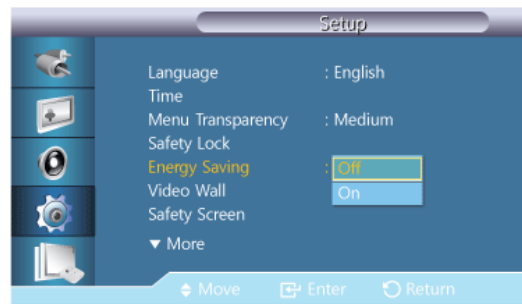 Setup
Language : English
Time
Menu Transparency : Medium
Safety Lock
Energy Saving : Off
On
Video Wall
Safety Screen
▼ More
Move Enter Return